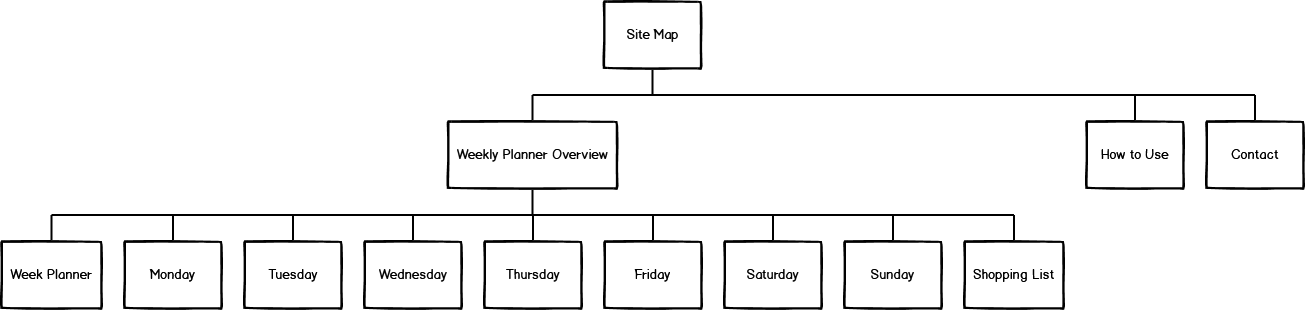 Site Map
Weekly Planner Overview
How to Use
Contact
Week Planner
Monday
Tuesday
Wednesday
Thursday
Friday
Saturday
Sunday
Shopping List